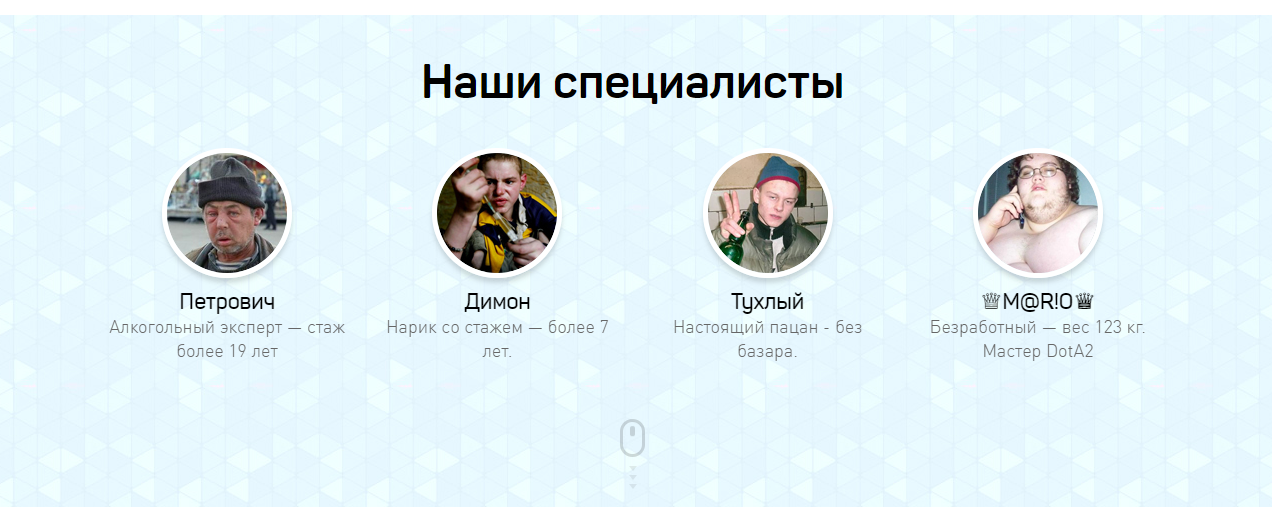 Наши специалисты
Петрович
Алкогольный эксперт — стаж
более 19 лет
Димон
Нарик со стажем — более 7
лет.
Тухлый
Настоящий пацан - без
базара.
♕M@R!O♛
Безработный — вес 123 кг.
Мастер DotA2